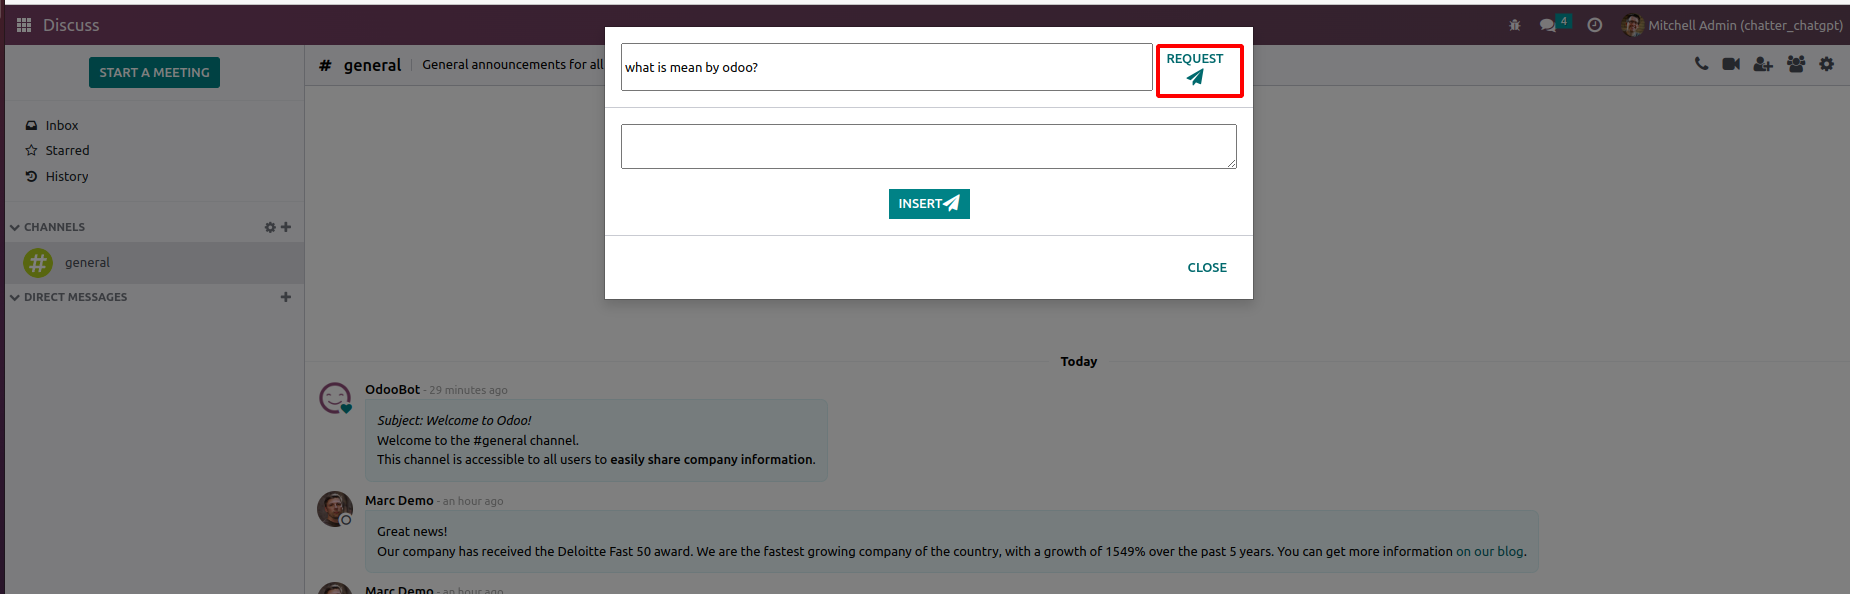 Discuss
4
Mitchell Admin (chatter_chatgpt)
START A MEETING
# general
General announcements for all
what is mean by odoo?
REQUEST
Inbox
Starred
History
INSERT
CHANNELS
# general
CLOSE
DIRECT MESSAGES
Today
OdooBot - 29 minutes ago
Subject: Welcome to Odoo!
Welcome to the #general channel.
This channel is accessible to all users to easily share company information.
Marc Demo - an hour ago
Great news!
Our company has received the Deloitte Fast 50 award. We are the fastest growing company of the country, with a growth of 1549% over the past 5 years. You can get more information on our blog.
Marc Demo - an hour ago